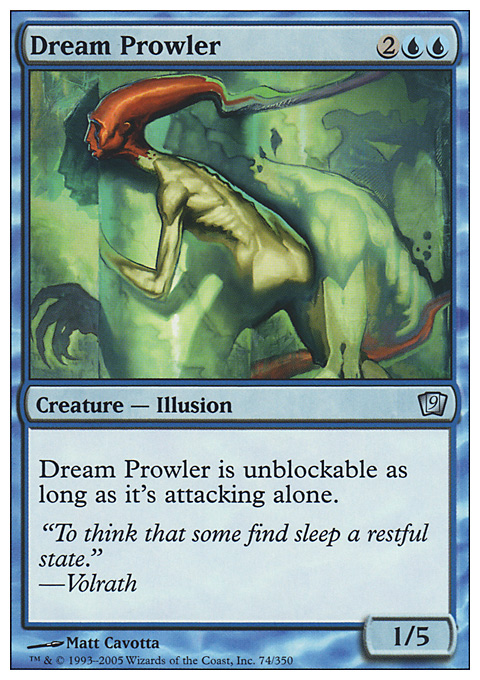 Dream Prowler 2
Creature — Illusion 9
Dream Prowler is unblockable as
long as it's attacking alone.
“To think that some find sleep a restful
state.”
—Volrath
1/5
Matt Cavotta
™ & © 1993–2005 Wizards of the Coast, Inc. 74/350